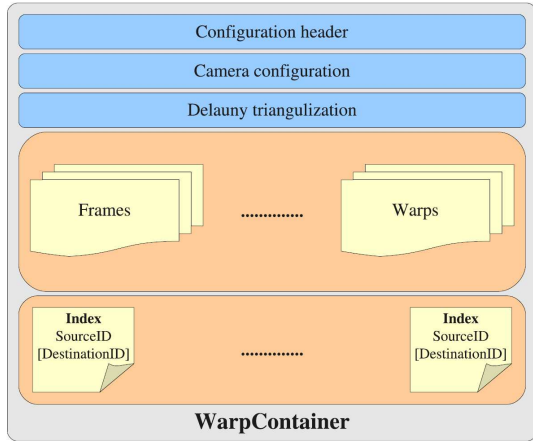 Configuration header
Camera configuration
Delauny triangulization
Frames .............. Warps
Index
SourceID
[DestinationID]
..............
Index
SourceID
[DestinationID]
WarpContainer